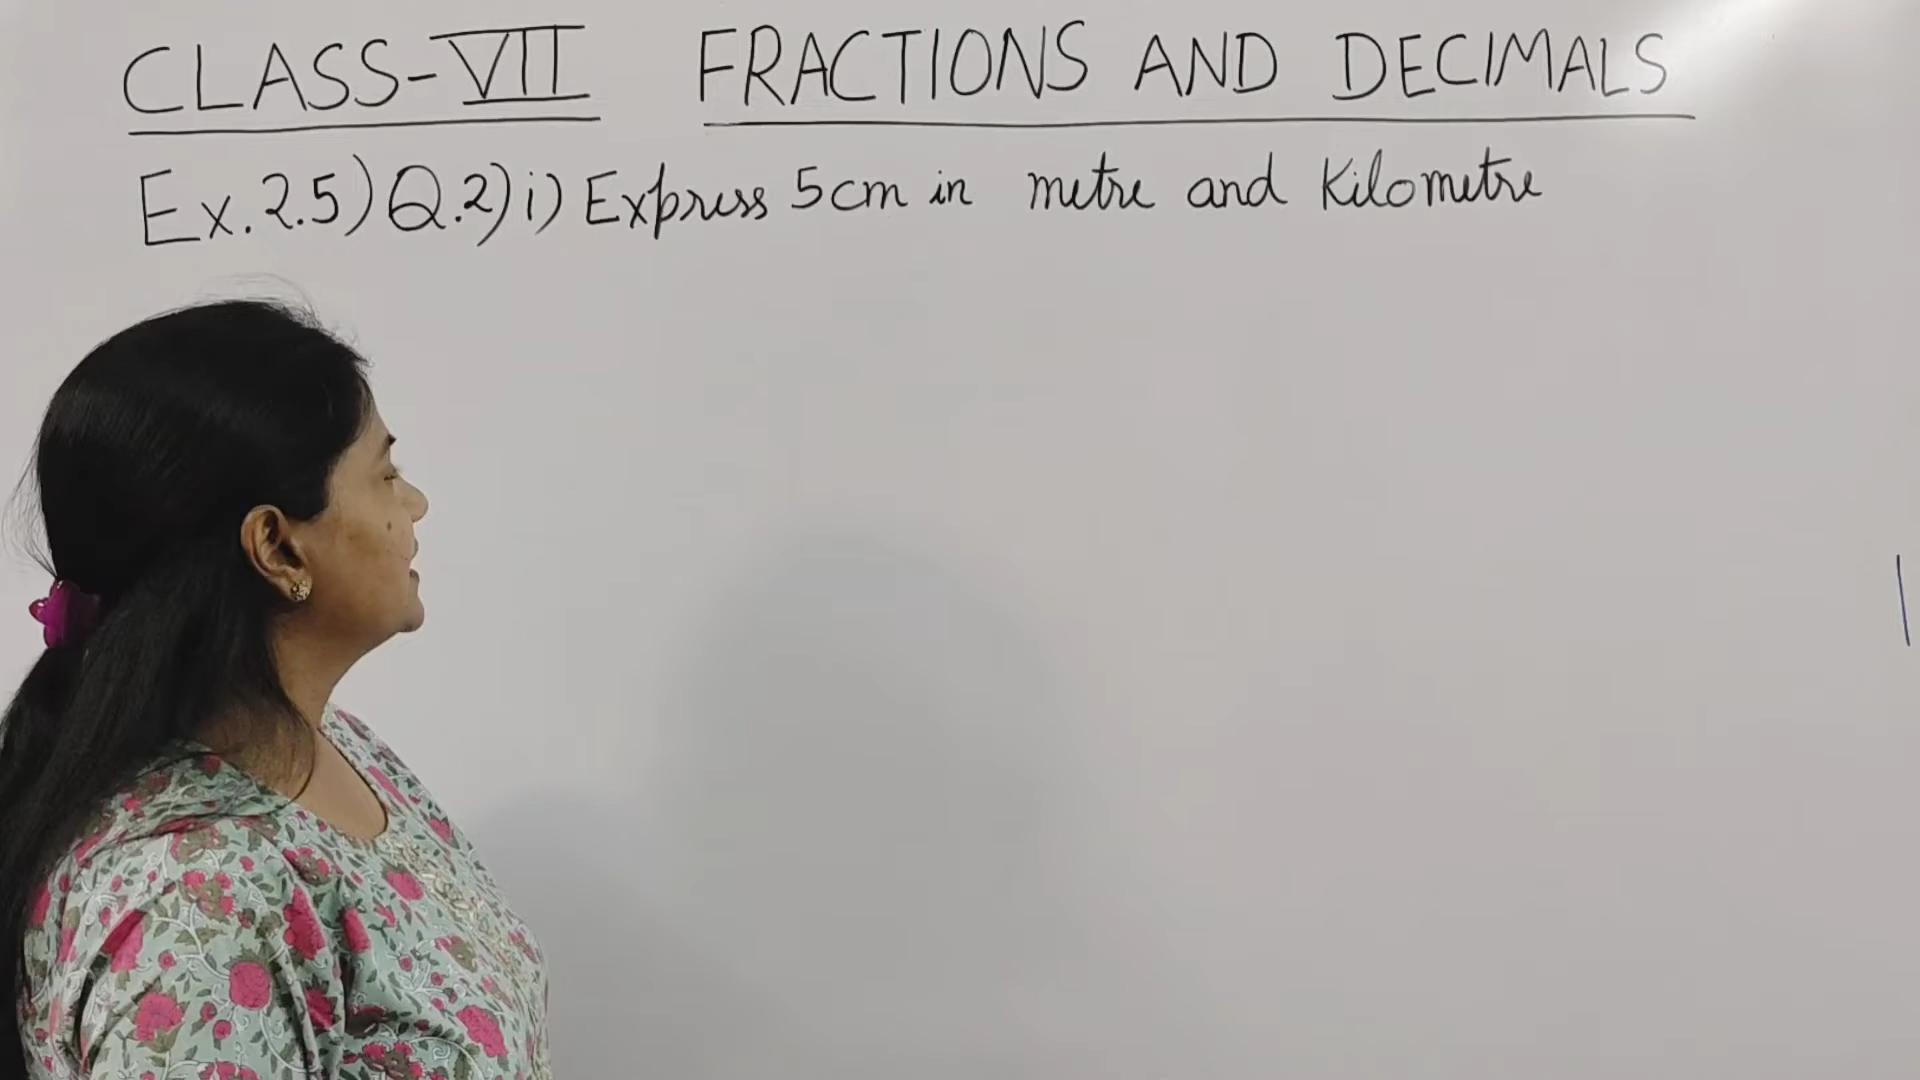 CLASS-VII FRACTIONS AND DECIMALS
Ex. 2.5) Q.2) i) Express 5cm in metre and Kilometre